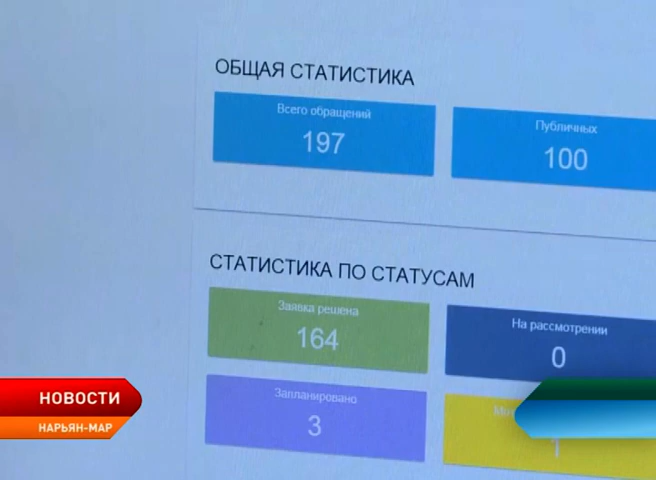 ОБЩАЯ СТАТИСТИКА
Всего обращений
197
Публичных
100
СТАТИСТИКА ПО СТАТУСАМ
Заявка решена
164
На рассмотрении
0
Запланировано
3
1
НОВОСТИ
НАРЬЯН-МАР